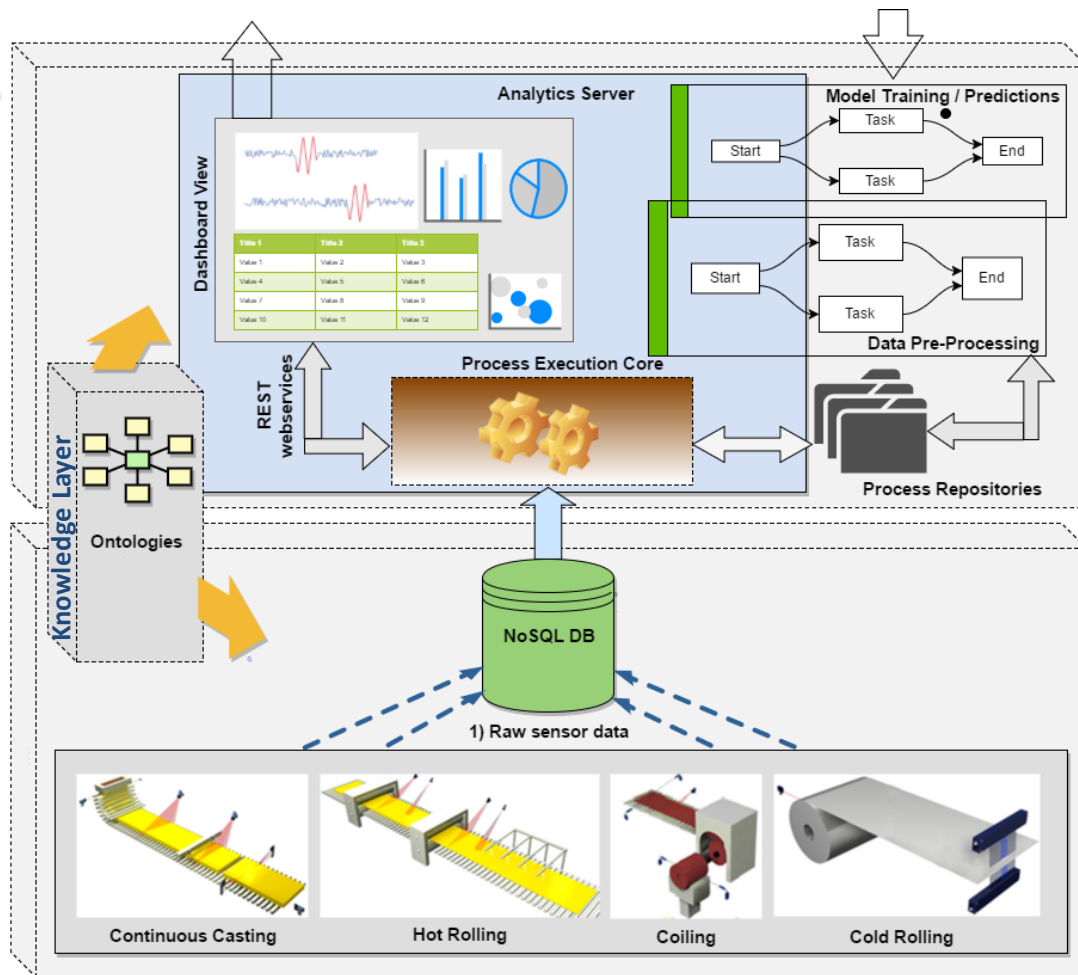 Analytics Server
Model Training / Predictions
Task
Start
End
Task
Dashboard View
Title 1 Title 2 Title 3
Value 1 Value 2 Value 3
Value 4 Value 5 Value 6
Value 7 Value 8 Value 9
Value 10 Value 11 Value 12
Task
Start
End
Task
Data Pre-Processing
REST
webservices
Process Execution Core
Process Repositories
Knowledge Layer
Ontologies
NoSQL DB
1) Raw sensor data
Continuous Casting
Hot Rolling
Coiling
Cold Rolling